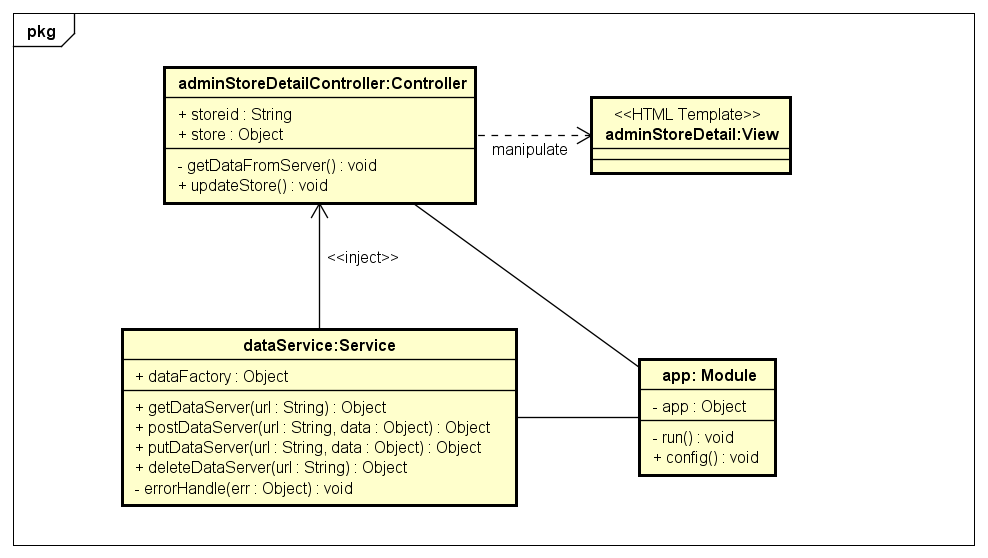 pkg
adminStoreDetailController:Controller
+ storeid : String
+ store : Object
- getDataFromServer() : void
+ updateStore() : void
manipulate
<<HTML Template>>
adminStoreDetail:View
<<inject>>
dataService:Service
+ dataFactory : Object
+ getDataServer(url : String) : Object
+ postDataServer(url : String, data : Object) : Object
+ putDataServer(url : String, data : Object) : Object
+ deleteDataServer(url : String) : Object
- errorHandle(err : Object) : void
app: Module
- app : Object
- run() : void
+ config() : void